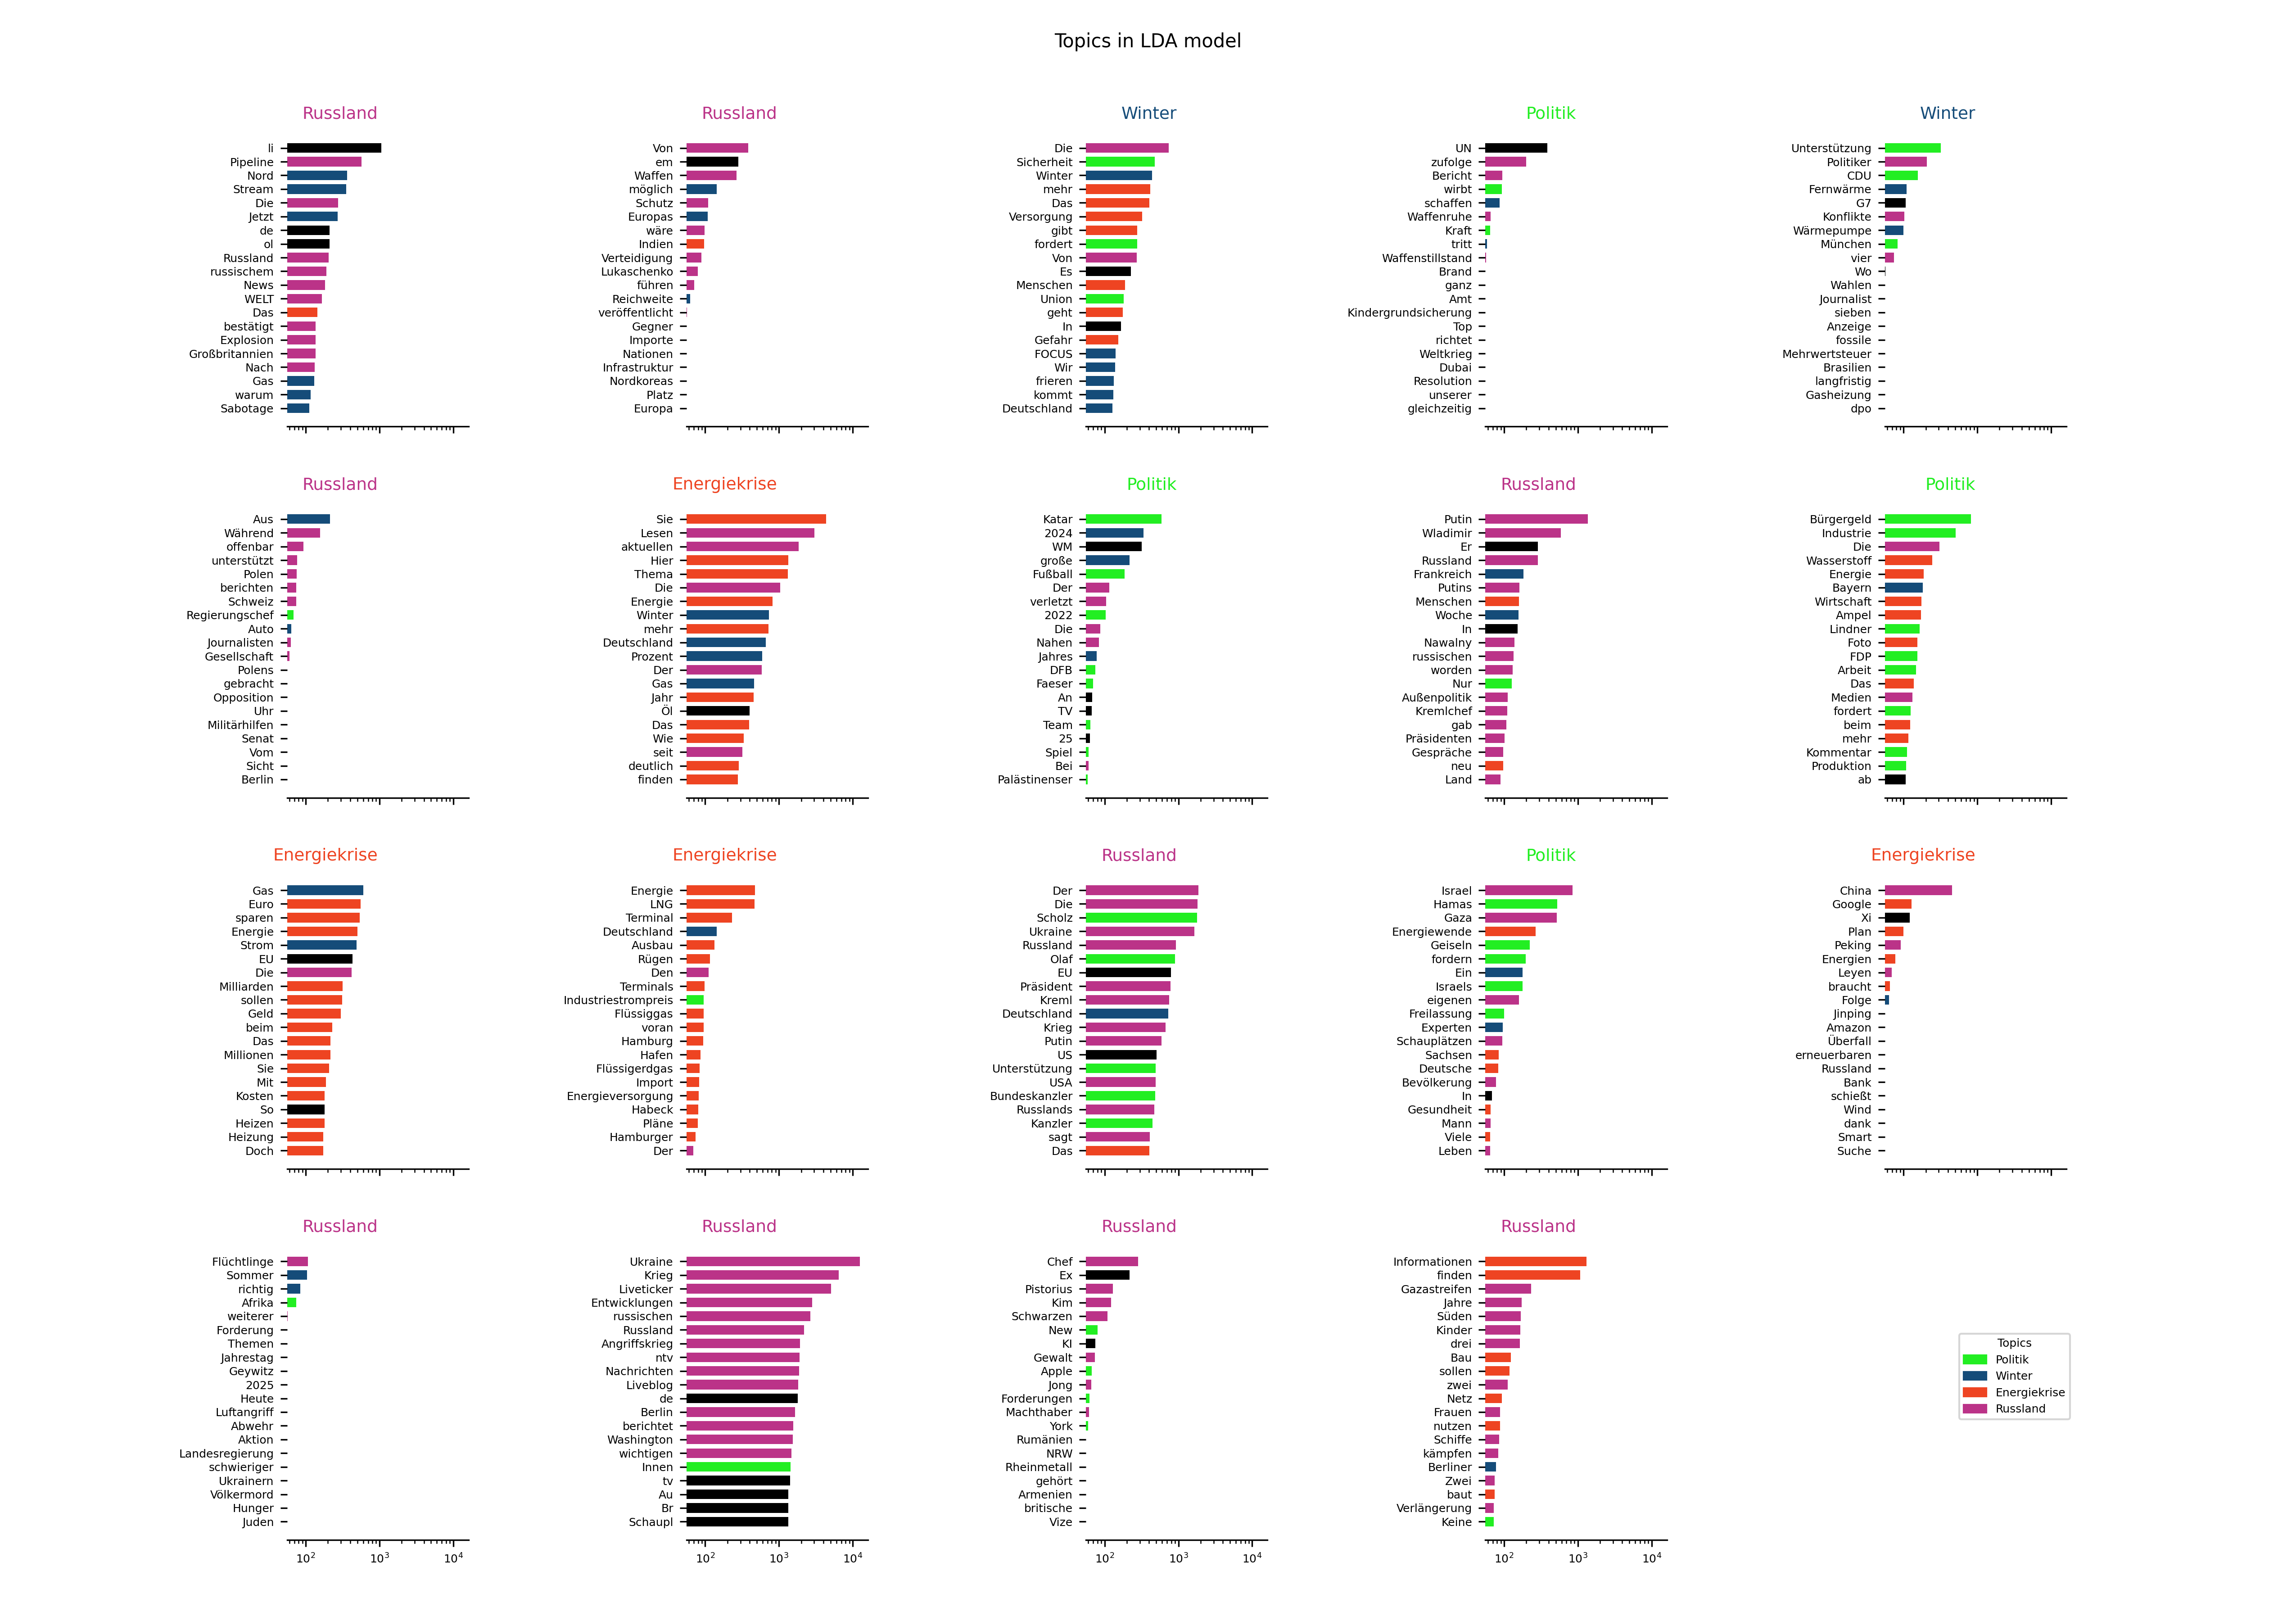 Topics in LDA model
Russland
li
Pipeline
Nord
Stream
Die
Jetzt
de
ol
Russland
russischem
News
WELT
Das
bestätigt
Explosion
Großbritannien
Nach
Gas
warum
Sabotage
Russland
Von
em
Waffen
möglich
Schutz
Europas
wäre
Indien
Verteidigung
Lukaschenko
führen
Reichweite
veröffentlicht
Gegner
Importe
Nationen
Infrastruktur
Nordkoreas
Platz
Europa
Winter
Die
Sicherheit
Winter
mehr
Das
Versorgung
gibt
fordert
Von
Es
Menschen
Union
geht
In
Gefahr
FOCUS
Wir
frieren
kommt
Deutschland
Politik
UN
zufolge
Bericht
wirbt
schaffen
Waffenruhe
Kraft
tritt
Waffenstillstand
Brand
ganz
Amt
Kindergrundsicherung
Top
richtet
Weltkrieg
Dubai
Resolution
unserer
gleichzeitig
Winter
Unterstützung
Politiker
CDU
Fernwärme
G7
Konflikte
Wärmepumpe
München
vier
Wo
Wahlen
Journalist
sieben
Anzeige
fossile
Mehrwertsteuer
Brasilien
langfristig
Gasheizung
dpo
Russland
Aus
Während
offenbar
unterstützt
Polen
berichten
Schweiz
Regierungschef
Auto
Journalisten
Gesellschaft
Polens
gebracht
Opposition
Uhr
Militärhilfen
Senat
Vom
Sicht
Berlin
Energiekrise
Sie
Lesen
aktuellen
Hier
Thema
Die
Energie
Winter
mehr
Deutschland
Prozent
Der
Gas
Jahr
Öl
Das
Wie
seit
deutlich
finden
Politik
Katar
2024
WM
große
Fußball
Der
verletzt
2022
Die
Nahen
Jahres
DFB
Faeser
An
TV
Team
25
Spiel
Bei
Palästinenser
Russland
Putin
Wladimir
Er
Russland
Frankreich
Putins
Menschen
Woche
In
Nawalny
russischen
worden
Nur
Außenpolitik
Kremlchef
gab
Präsidenten
Gespräche
neu
Land
Politik
Bürgergeld
Industrie
Die
Wasserstoff
Energie
Bayern
Wirtschaft
Ampel
Lindner
Foto
FDP
Arbeit
Das
Medien
fordert
beim
mehr
Kommentar
Produktion
ab
Energiekrise
Gas
Euro
sparen
Energie
Strom
EU
Die
Milliarden
sollen
Geld
beim
Das
Millionen
Sie
Mit
Kosten
So
Heizen
Heizung
Doch
Energiekrise
Energie
LNG
Terminal
Deutschland
Ausbau
Rügen
Den
Terminals
Industriestrompreis
Flüssiggas
voran
Hamburg
Hafen
Flüssigerdgas
Import
Energieversorgung
Habeck
Pläne
Hamburger
Der
Russland
Der
Die
Scholz
Ukraine
Russland
Olaf
EU
Präsident
Kreml
Deutschland
Krieg
Putin
US
Unterstützung
USA
Bundeskanzler
Russlands
Kanzler
sagt
Das
Politik
Israel
Hamas
Gaza
Energiewende
Geiseln
fordern
Ein
Israels
eigenen
Freilassung
Experten
Schauplätzen
Sachsen
Deutsche
Bevölkerung
In
Gesundheit
Mann
Viele
Leben
Energiekrise
China
Google
Xi
Plan
Peking
Energien
Leyen
braucht
Folge
Jinping
Amazon
Überfall
erneuerbaren
Russland
Bank
schießt
Wind
dank
Smart
Suche
Russland
Flüchtlinge
Sommer
richtig
Afrika
weiterer
Forderung
Themen
Jahrestag
Geywitz
2025
Heute
Luftangriff
Abwehr
Aktion
Landesregierung
schwieriger
Ukrainern
Völkermord
Hunger
Juden
10² 10³ 10⁴
Russland
Ukraine
Krieg
Liveticker
Entwicklungen
russischen
Russland
Angriffskrieg
ntv
Nachrichten
Liveblog
de
Berlin
berichtet
Washington
wichtigen
Innen
tv
Au
Br
Schaupl
10² 10³ 10⁴
Russland
Chef
Ex
Pistorius
Kim
Schwarzen
New
KI
Gewalt
Apple
Jong
Forderungen
Machthaber
York
Rumänien
NRW
Rheinmetall
gehört
Armenien
britische
Vize
10² 10³ 10⁴
Russland
Informationen
finden
Gazastreifen
Jahre
Süden
Kinder
drei
Bau
sollen
zwei
Netz
Frauen
nutzen
Schiffe
kämpfen
Berliner
Zwei
baut
Verlängerung
Keine
10² 10³ 10⁴
Topics
Politik
Winter
Energiekrise
Russland